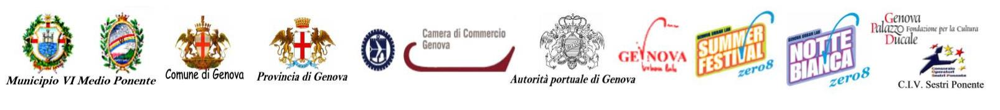 Municipio VI Medio Ponente
Comune di Genova
Provincia di Genova
Camera di Commercio
Genova
Autorità portuale di Genova
GENOVA
Urban Lab
GENOVA URBAN LAB
SUMMER
FESTIVAL
zero8
GENOVA URBAN LAB
NOTTE
BIANCA
zero8
Genova
Palazzo Fondazione per la Cultura
Ducale
Consorzio
Operatori
Sestri Ponente
C.I.V. Sestri Ponente